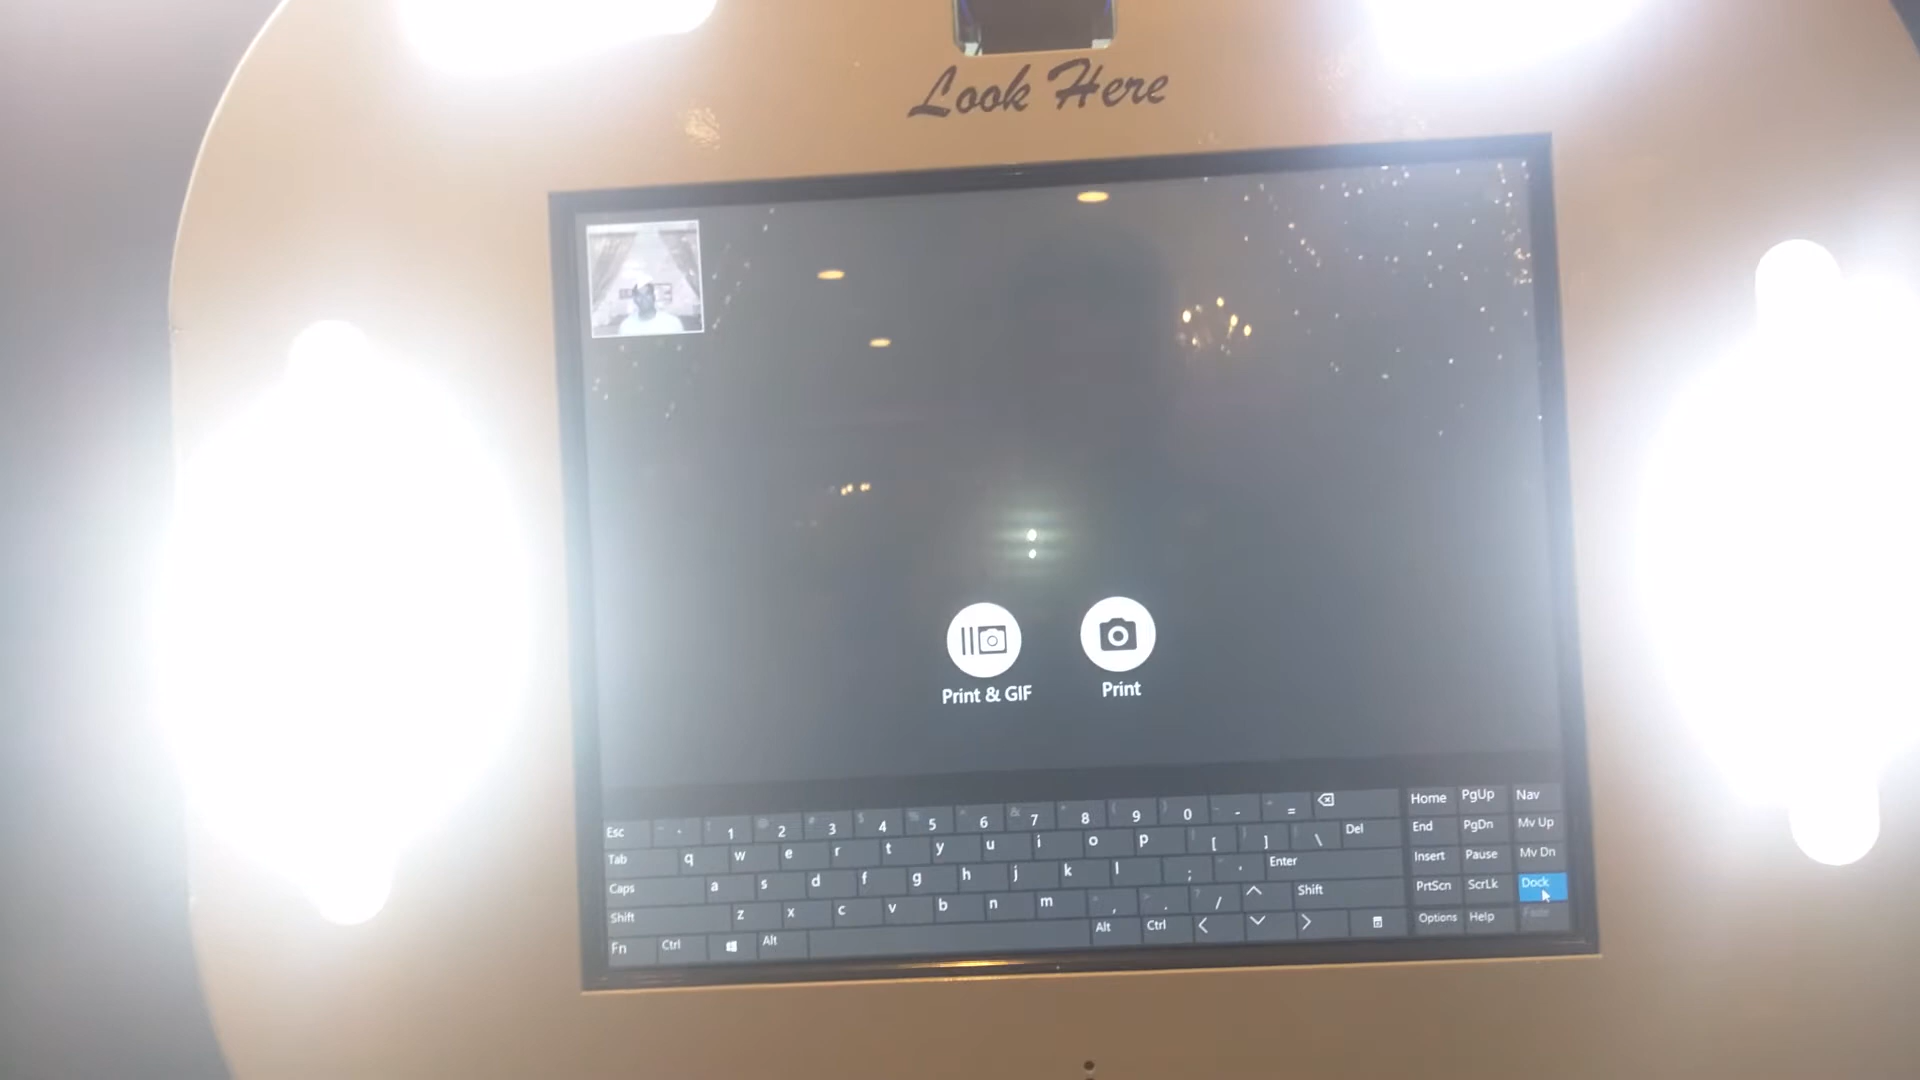 Look Here
Print & GIF
Print
Esc 1 2 3 4 5 6 7 8 9 0 - = Home PgUp Nav
Tab q w e r t y u i o p [ ] \ Del End PgDn Mv Up
Caps a s d f g h j k l ; Enter Insert Pause Mv Dn
Shift z x c v b n m , . / Shift PrtScn ScrLk Dock
Fn Ctrl Alt Alt Ctrl Options Help Fade